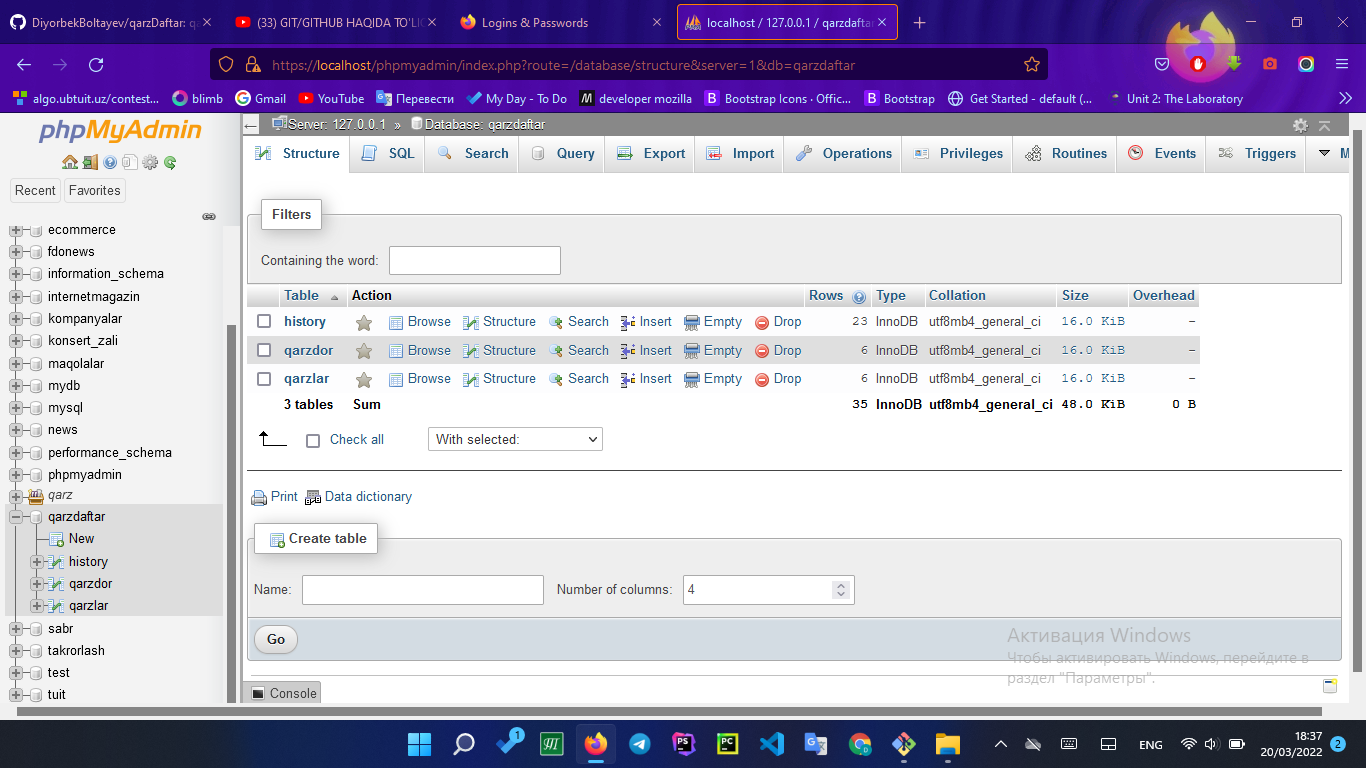 DiyorbekBoltayev/qarzDaftar: qa
(33) GIT/GITHUB HAQIDA TO'LIQ
Logins & Passwords
localhost / 127.0.0.1 / qarzdaftar
https://localhost/phpmyadmin/index.php?route=/database/structure&server=1&db=qarzdaftar
algo.ubtuit.uz/contest... blimb Gmail YouTube Перевести My Day - To Do developer mozilla Bootstrap Icons · Offic... Bootstrap Get Started - default (... Unit 2: The Laboratory
phpMyAdmin
Recent Favorites
ecommerce
fdonews
information_schema
internetmagazin
kompanyalar
konsert_zali
maqolalar
mydb
mysql
news
performance_schema
phpmyadmin
qarz
qarzdaftar
New
history
qarzdor
qarzlar
sabr
takrorlash
test
tuit
Server: 127.0.0.1 » Database: qarzdaftar
Structure SQL Search Query Export Import Operations Privileges Routines Events Triggers M
Filters
Containing the word:
Table Action Rows Type Collation Size Overhead
history Browse Structure Search Insert Empty Drop 23 InnoDB utf8mb4_general_ci 16.0 KiB -
qarzdor Browse Structure Search Insert Empty Drop 6 InnoDB utf8mb4_general_ci 16.0 KiB -
qarzlar Browse Structure Search Insert Empty Drop 6 InnoDB utf8mb4_general_ci 16.0 KiB -
3 tables Sum 35 InnoDB utf8mb4_general_ci 48.0 KiB 0 B
Check all With selected:
Print Data dictionary
Create table
Name: Number of columns: 4
Go
Console
Активация Windows
Чтобы активировать Windows, перейдите в
раздел "Параметры".
1
PS
PC
ENG
18:37
20/03/2022
2